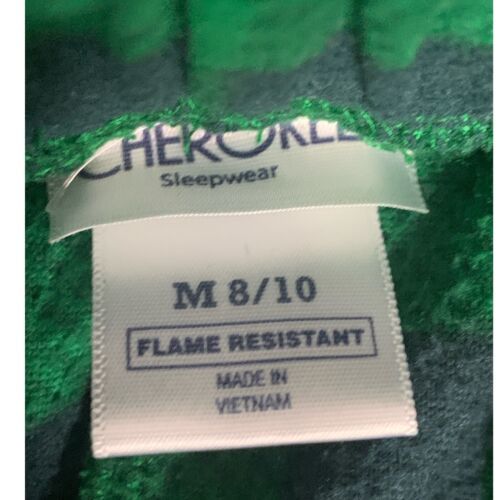 CHEROKEE
Sleepwear
M 8/10
FLAME RESISTANT
MADE IN
VIETNAM